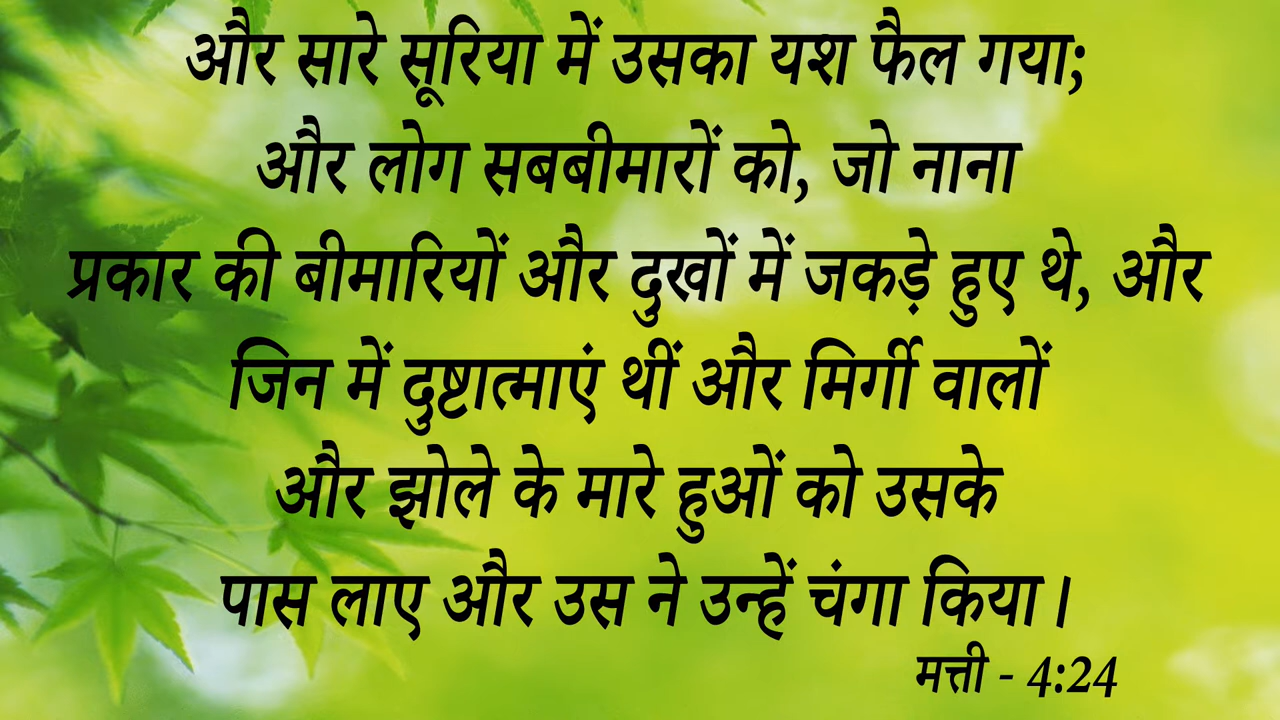 और सारे सूरिया में उसका यश फैल गया;
और लोग सबबीमारों को, जो नाना
प्रकार की बीमारियों और दुखों में जकड़े हुए थे, और
जिन में दुष्टात्माएं थीं और मिर्गी वालों
और झोले के मारे हुओं को उसके
पास लाए और उस ने उन्हें चंगा किया।
मत्ती - 4:24